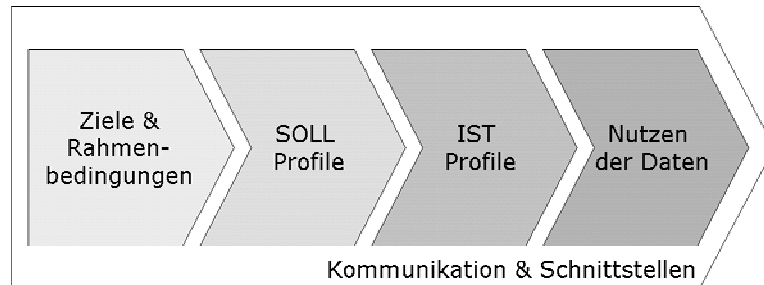 Ziele &
Rahmen-
bedingungen
SOLL
Profile
IST
Profile
Nutzen
der Daten
Kommunikation & Schnittstellen